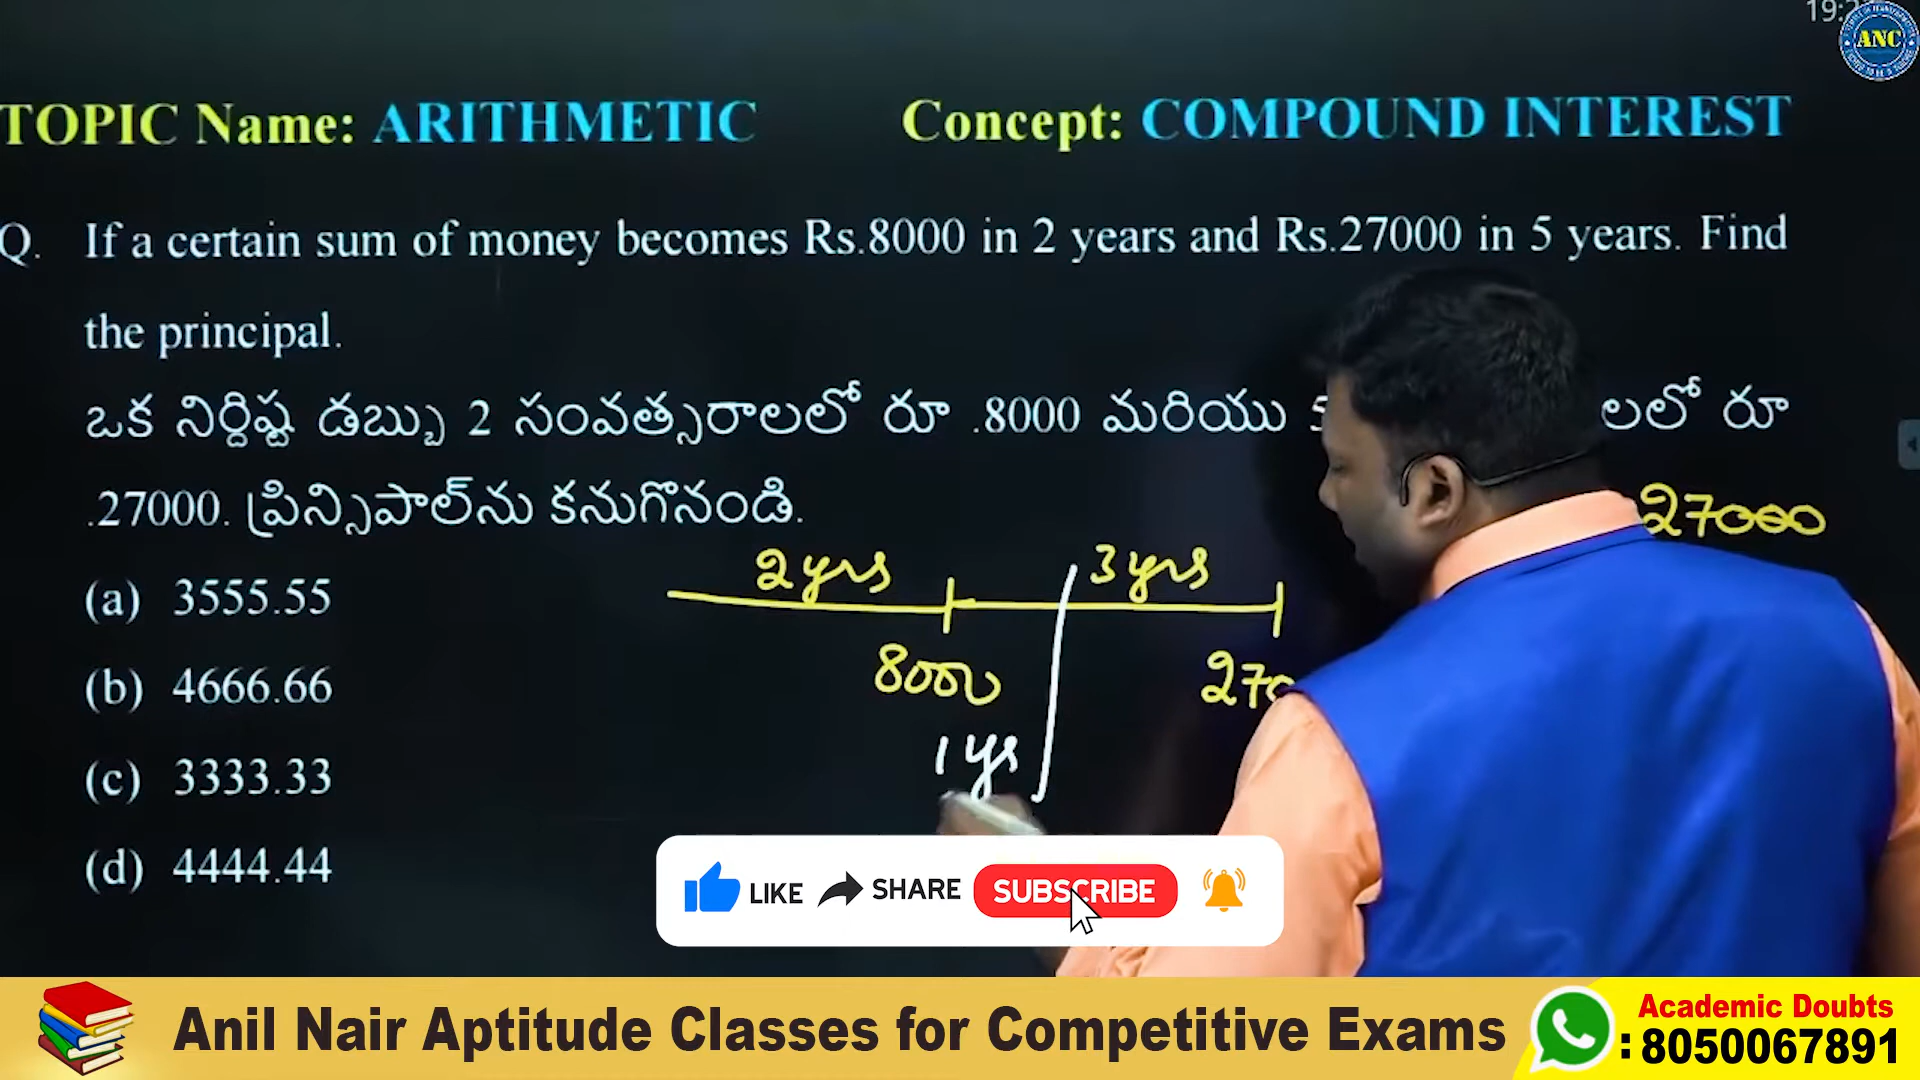 ANC
TOPIC Name: ARITHMETIC Concept: COMPOUND INTEREST
Q. If a certain sum of money becomes Rs.8000 in 2 years and Rs.27000 in 5 years. Find
the principal.
ఒక నిర్దిష్ట డబ్బు 2 సంవత్సరాలలో రూ .8000 మరియు 5 లలో రూ
.27000. ప్రిన్సిపాల్‌ను కనుగొనండి.
27000
2 yrs 3 yrs
8000 270
1 yr
(a) 3555.55
(b) 4666.66
(c) 3333.33
(d) 4444.44
LIKE SHARE SUBSCRIBE
Anil Nair Aptitude Classes for Competitive Exams
Academic Doubts
: 8050067891